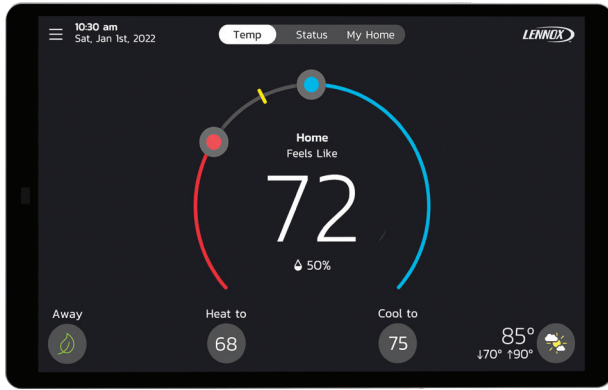 10:30 am
Sat, Jan 1st, 2022
Temp Status My Home
LENNOX
Home
Feels Like
72
50%
Away
Heat to
68
Cool to
75
85°
↓70° ↑90°